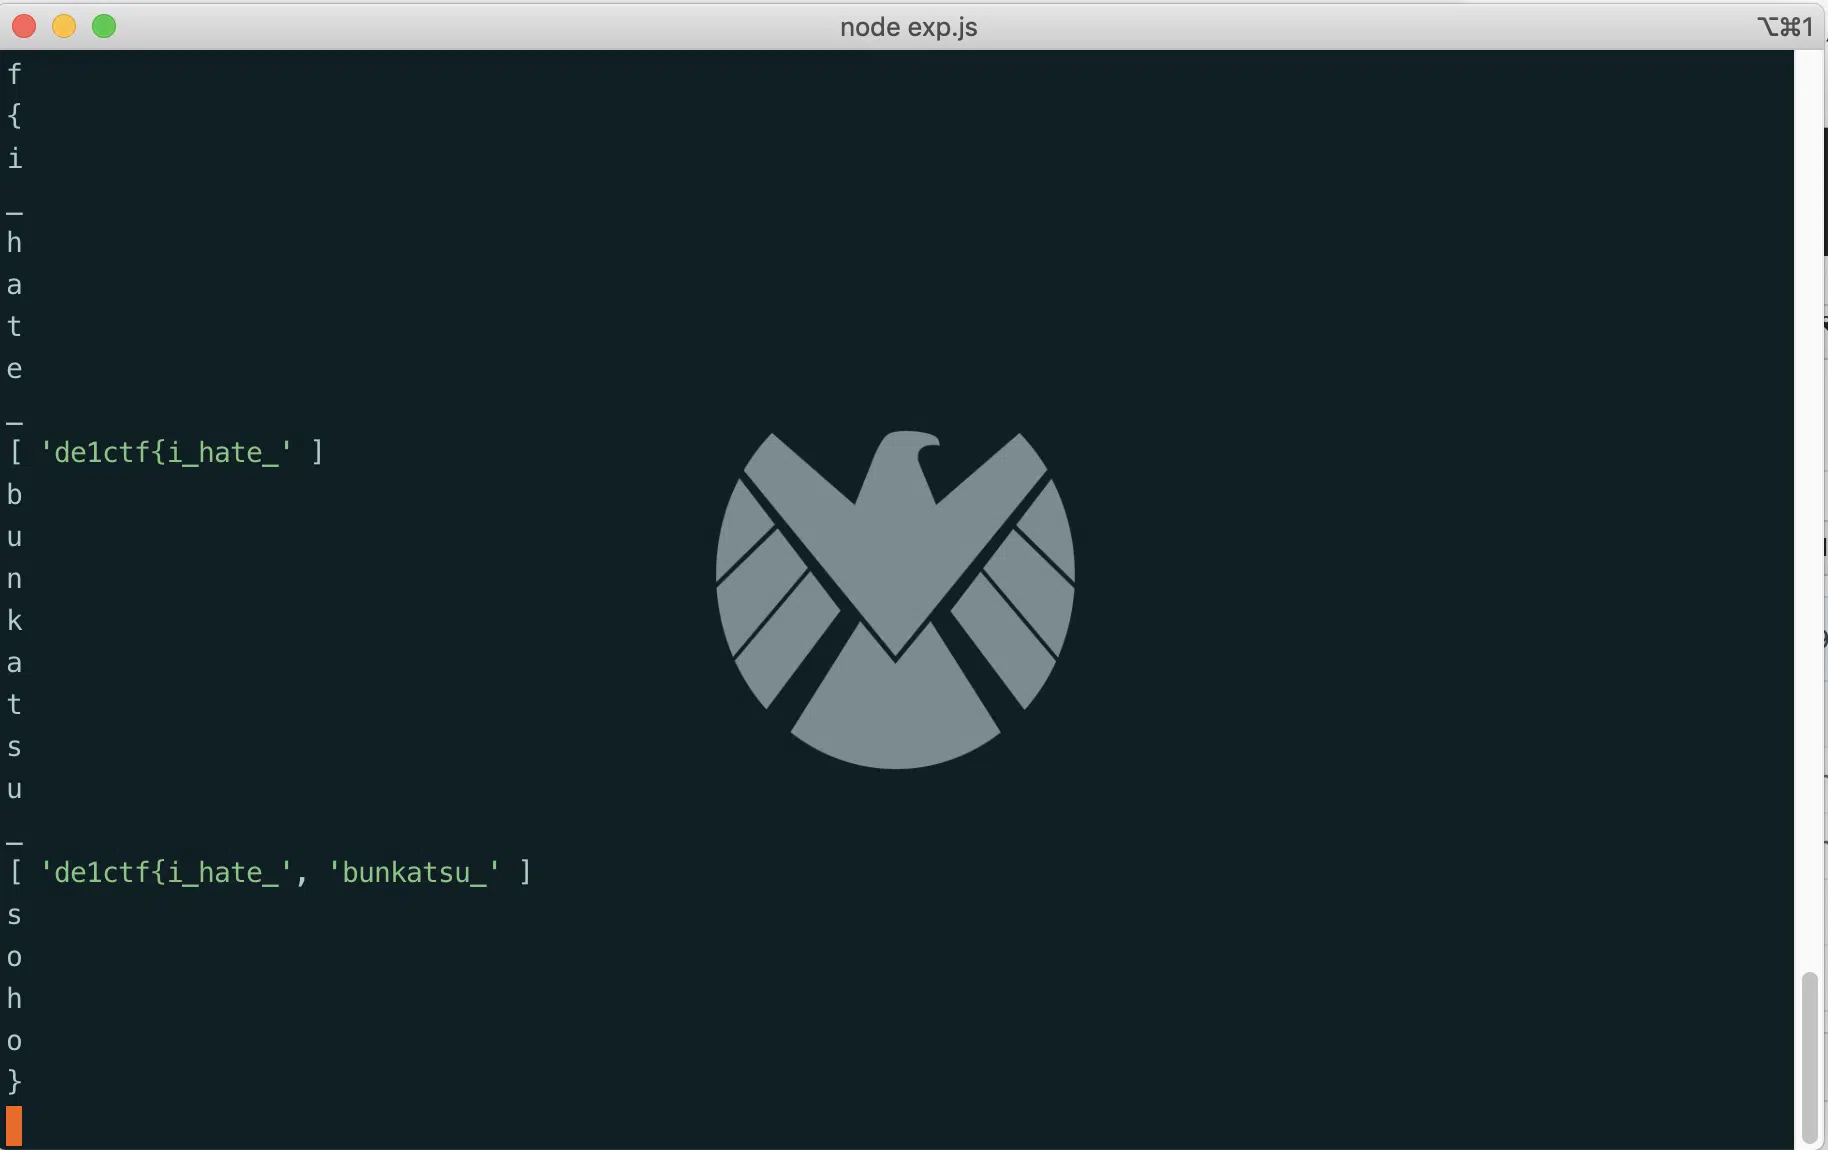 node exp.js ⌥⌘1
f
{
i
_
h
a
t
e
_
[ 'de1ctf{i_hate_' ]
b
u
n
k
a
t
s
u
_
[ 'de1ctf{i_hate_', 'bunkatsu_' ]
s
o
h
o
}